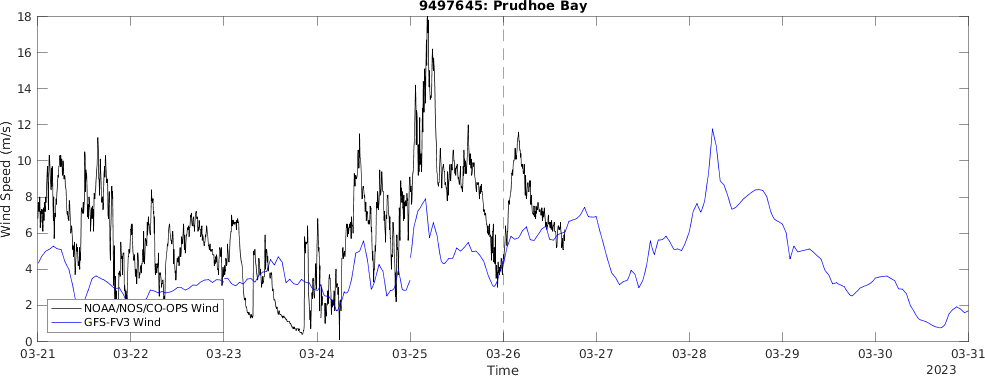 9497645: Prudhoe Bay
Wind Speed (m/s)
18
16
14
12
10
8
6
4
2
0
NOAA/NOS/CO-OPS Wind
GFS-FV3 Wind
03-21 03-22 03-23 03-24 03-25 03-26 03-27 03-28 03-29 03-30 03-31
Time
2023